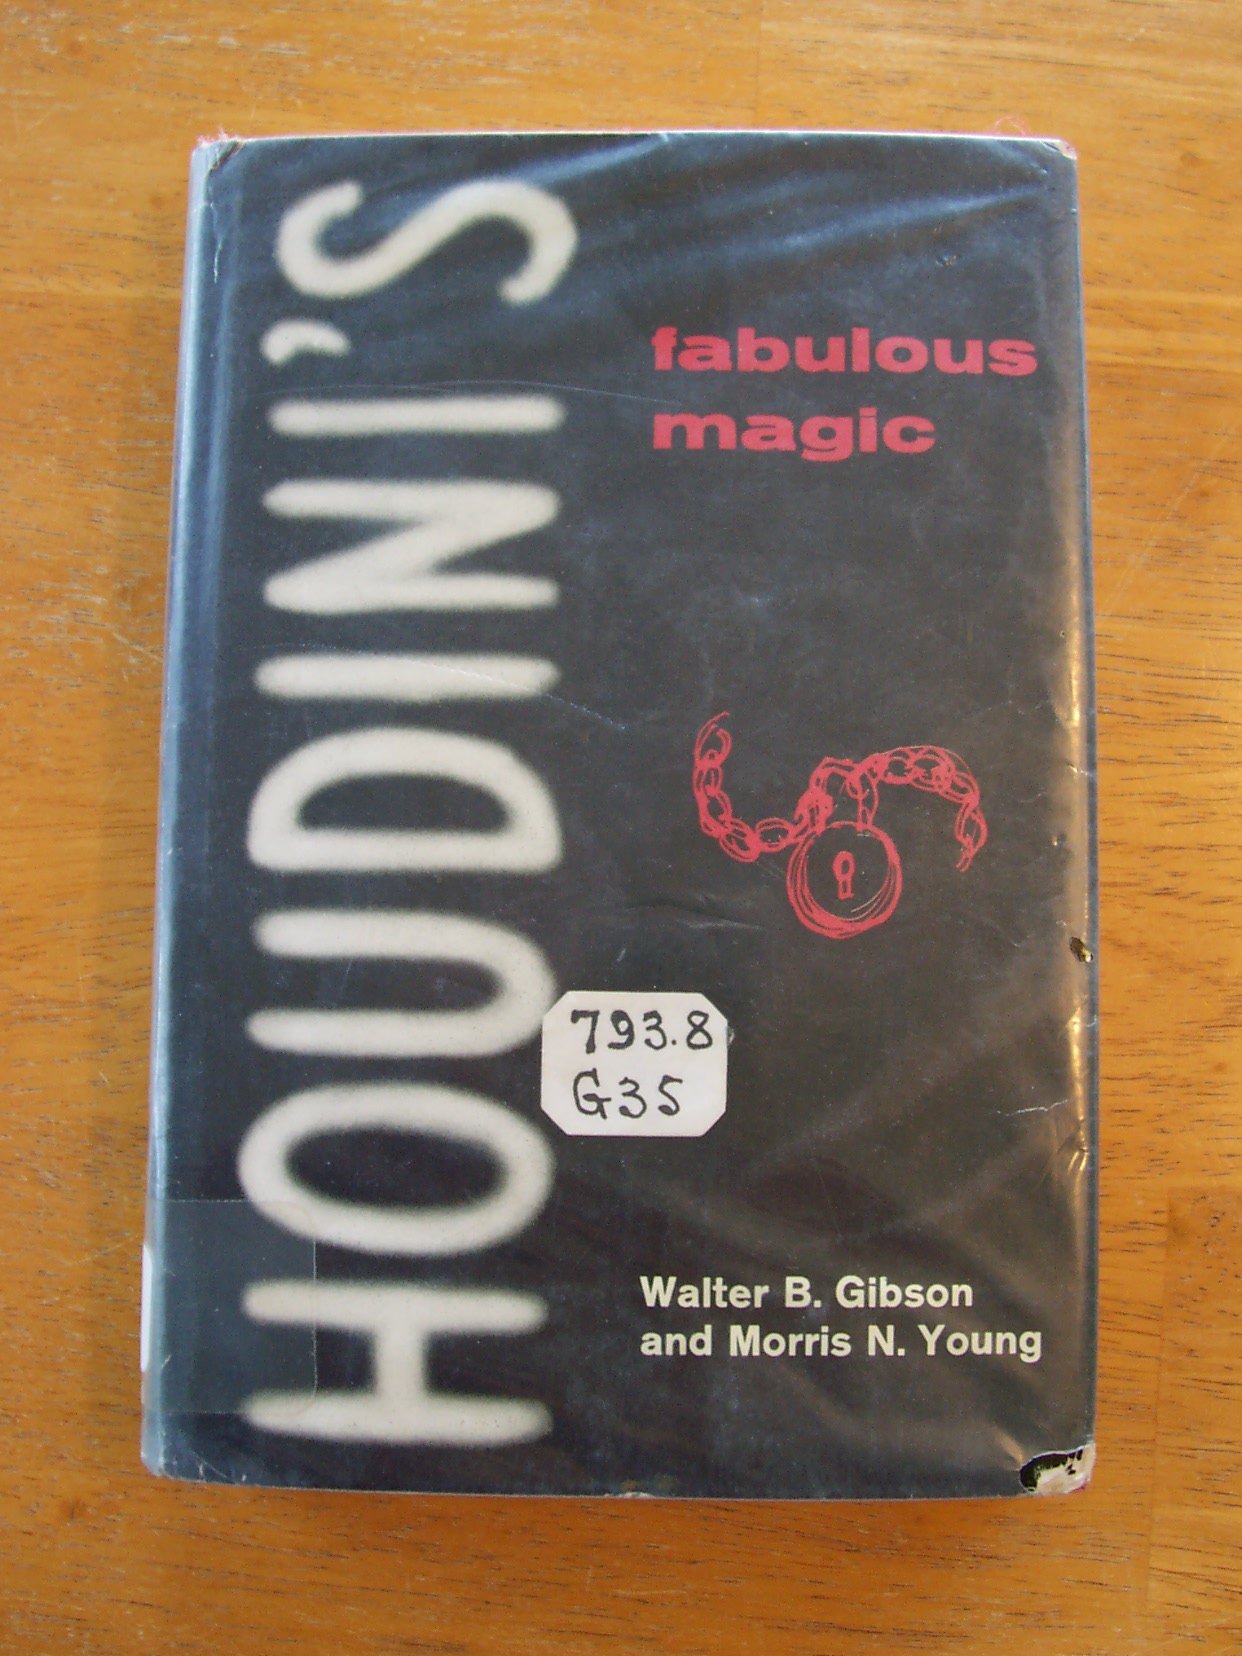 HOUDINI'S
fabulous
magic
793.8
G35
Walter B. Gibson
and Morris N. Young